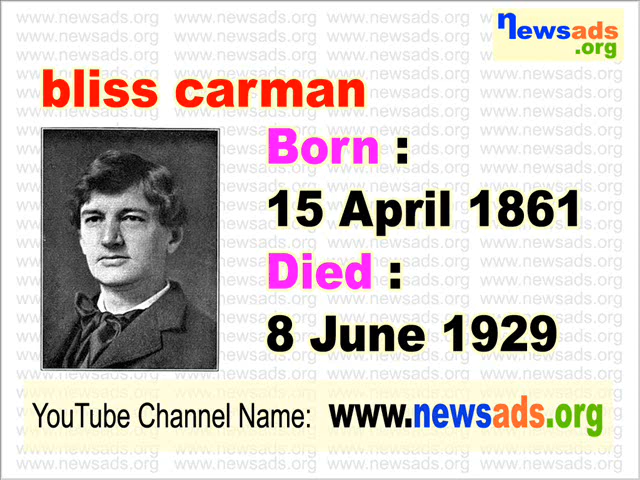 newsads
.org
bliss carman
Born :
15 April 1861
Died :
8 June 1929
YouTube Channel Name: www.newsads.org